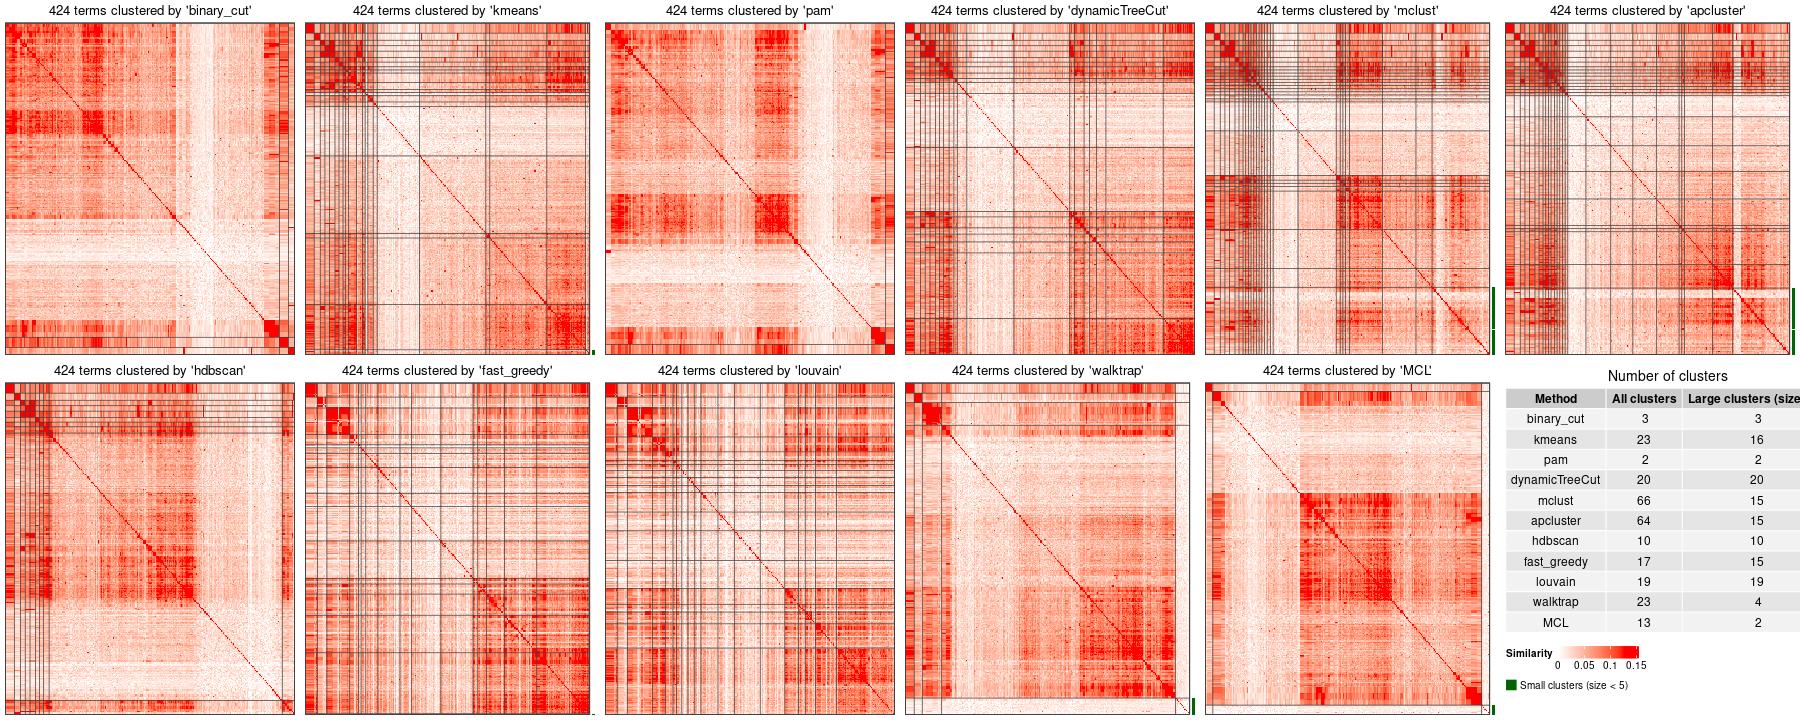 424 terms clustered by 'binary_cut'
424 terms clustered by 'kmeans'
424 terms clustered by 'pam'
424 terms clustered by 'dynamicTreeCut'
424 terms clustered by 'mclust'
424 terms clustered by 'apcluster'
424 terms clustered by 'hdbscan'
424 terms clustered by 'fast_greedy'
424 terms clustered by 'louvain'
424 terms clustered by 'walktrap'
424 terms clustered by 'MCL'
Number of clusters
Method All clusters Large clusters (size
binary_cut 3 3
kmeans 23 16
pam 2 2
dynamicTreeCut 20 20
mclust 66 15
apcluster 64 15
hdbscan 10 10
fast_greedy 17 15
louvain 19 19
walktrap 23 4
MCL 13 2
Similarity
0 0.05 0.1 0.15
Small clusters (size < 5)